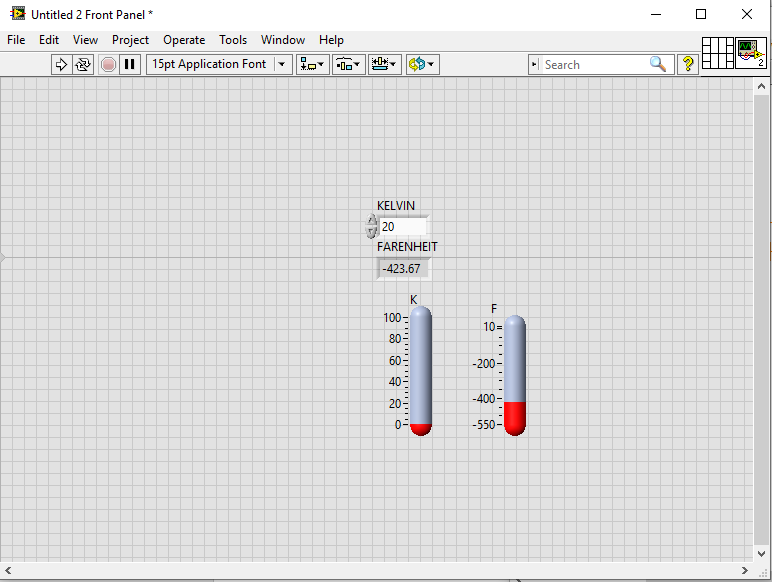 Untitled 2 Front Panel *
File Edit View Project Operate Tools Window Help
15pt Application Font
Search
?
2
KELVIN
20
FARENHEIT
-423.67
K
100
80
60
40
20
0
F
10
-200
-400
-550